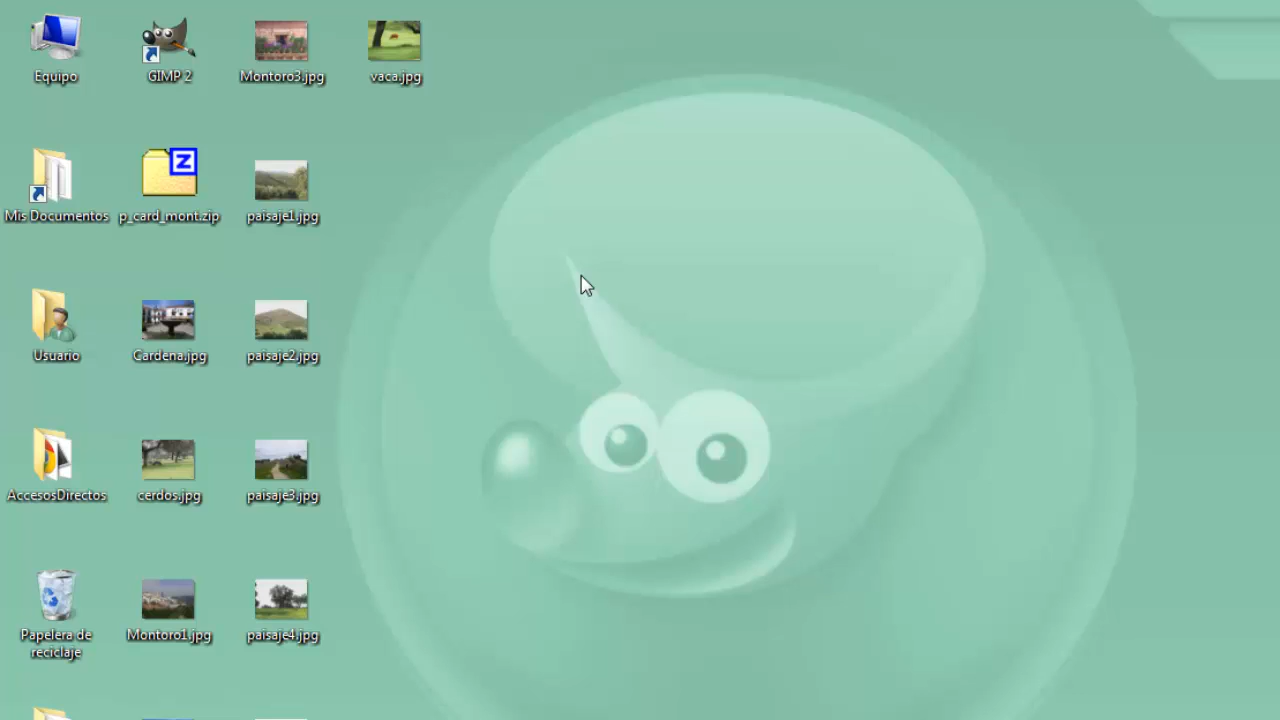 Equipo
GIMP 2
Montoro3.jpg
vaca.jpg
Mis Documentos
p_card_mont.zip
paisaje1.jpg
Usuario
Cardena.jpg
paisaje2.jpg
AccesosDirectos
cerdos.jpg
paisaje3.jpg
Papelera de
reciclaje
Montoro1.jpg
paisaje4.jpg